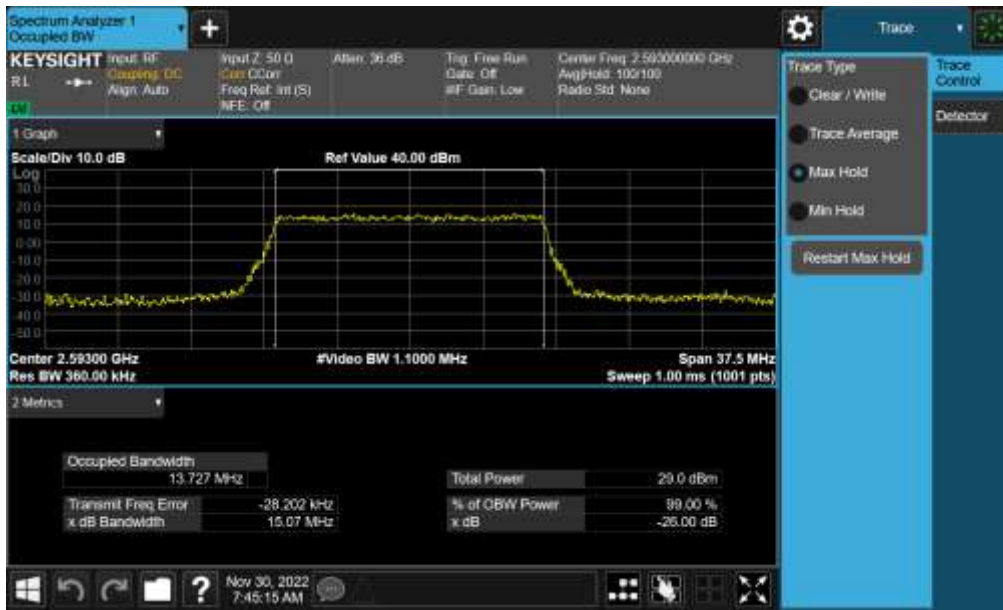 Spectrum Analyzer 1
Occupied BW
Trace
KEYSIGHT
R L
Input: RF
Coupling: DC
Align: Auto
Input Z: 50 Ω
Corr CCorr
Freq Ref: Int (S)
NFE: Off
Atten: 36 dB
Trig: Free Run
Gate: Off
#IF Gain: Low
Center Freq: 2.593000000 GHz
Avg|Hold: 100/100
Radio Std: None
1 Graph
Scale/Div 10.0 dB
Ref Value 40.00 dBm
Log
30.0
20.0
10.0
0.00
-10.0
-20.0
-30.0
-40.0
-50.0
Center 2.59300 GHz
#Video BW 1.1000 MHz
Span 37.5 MHz
Res BW 360.00 kHz
Sweep 1.00 ms (1001 pts)
2 Metrics
Occupied Bandwidth
13.727 MHz
Total Power
29.0 dBm
Transmit Freq Error
-28.202 kHz
% of OBW Power
99.00 %
x dB Bandwidth
15.07 MHz
x dB
-26.00 dB
Trace Type
Clear / Write
Trace Average
Max Hold
Min Hold
Restart Max Hold
Trace
Control
Detector
?
Nov 30, 2022
7:45:15 AM